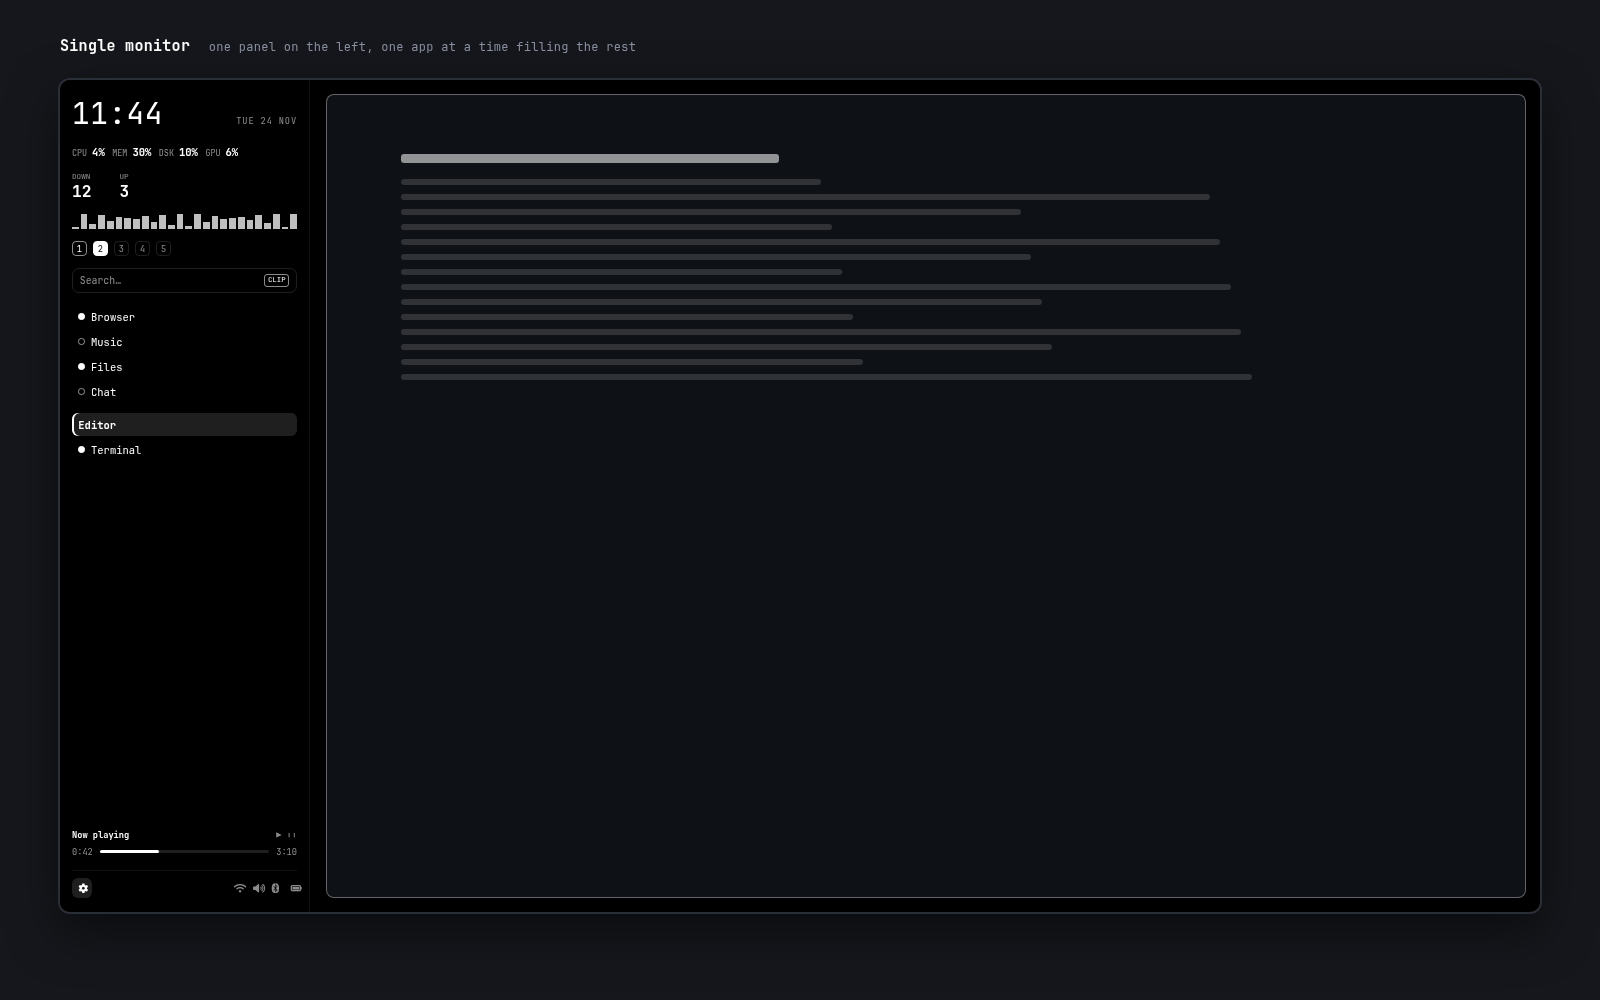 Single monitor one panel on the left, one app at a time filling the rest
11:44 TUE 24 NOV
CPU 4% MEM 30% DSK 10% GPU 6%
DOWN UP
12 3
1 2 3 4 5
Search… CLIP
Browser
Music
Files
Chat
Editor
Terminal
Now playing
0:42 3:10